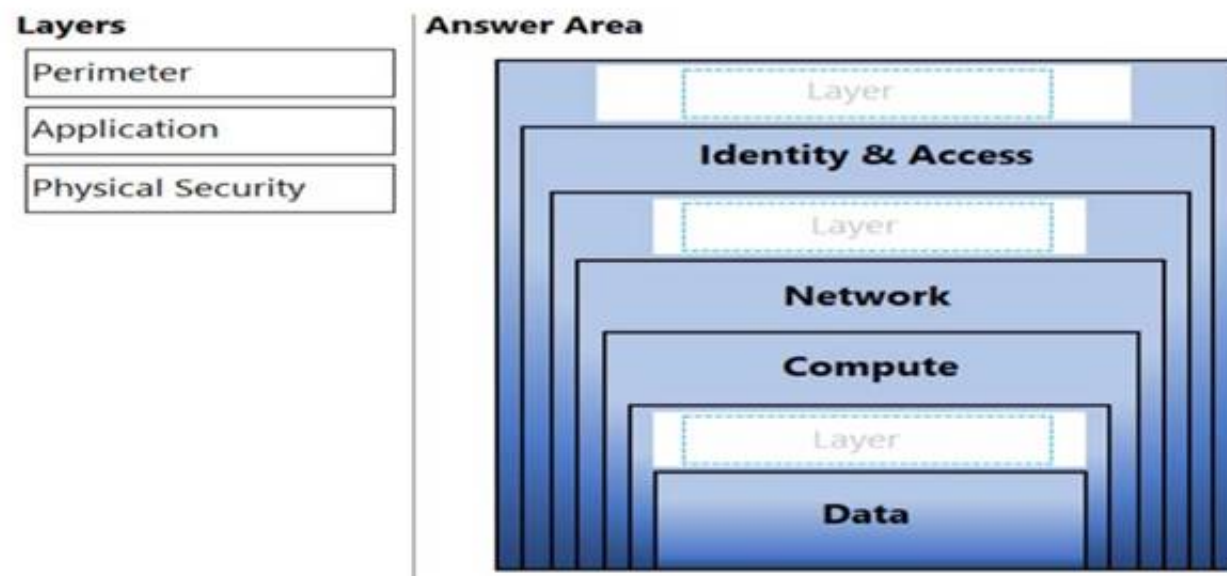 Layers
Perimeter
Application
Physical Security
Answer Area
Layer
Identity & Access
Layer
Network
Compute
Layer
Data